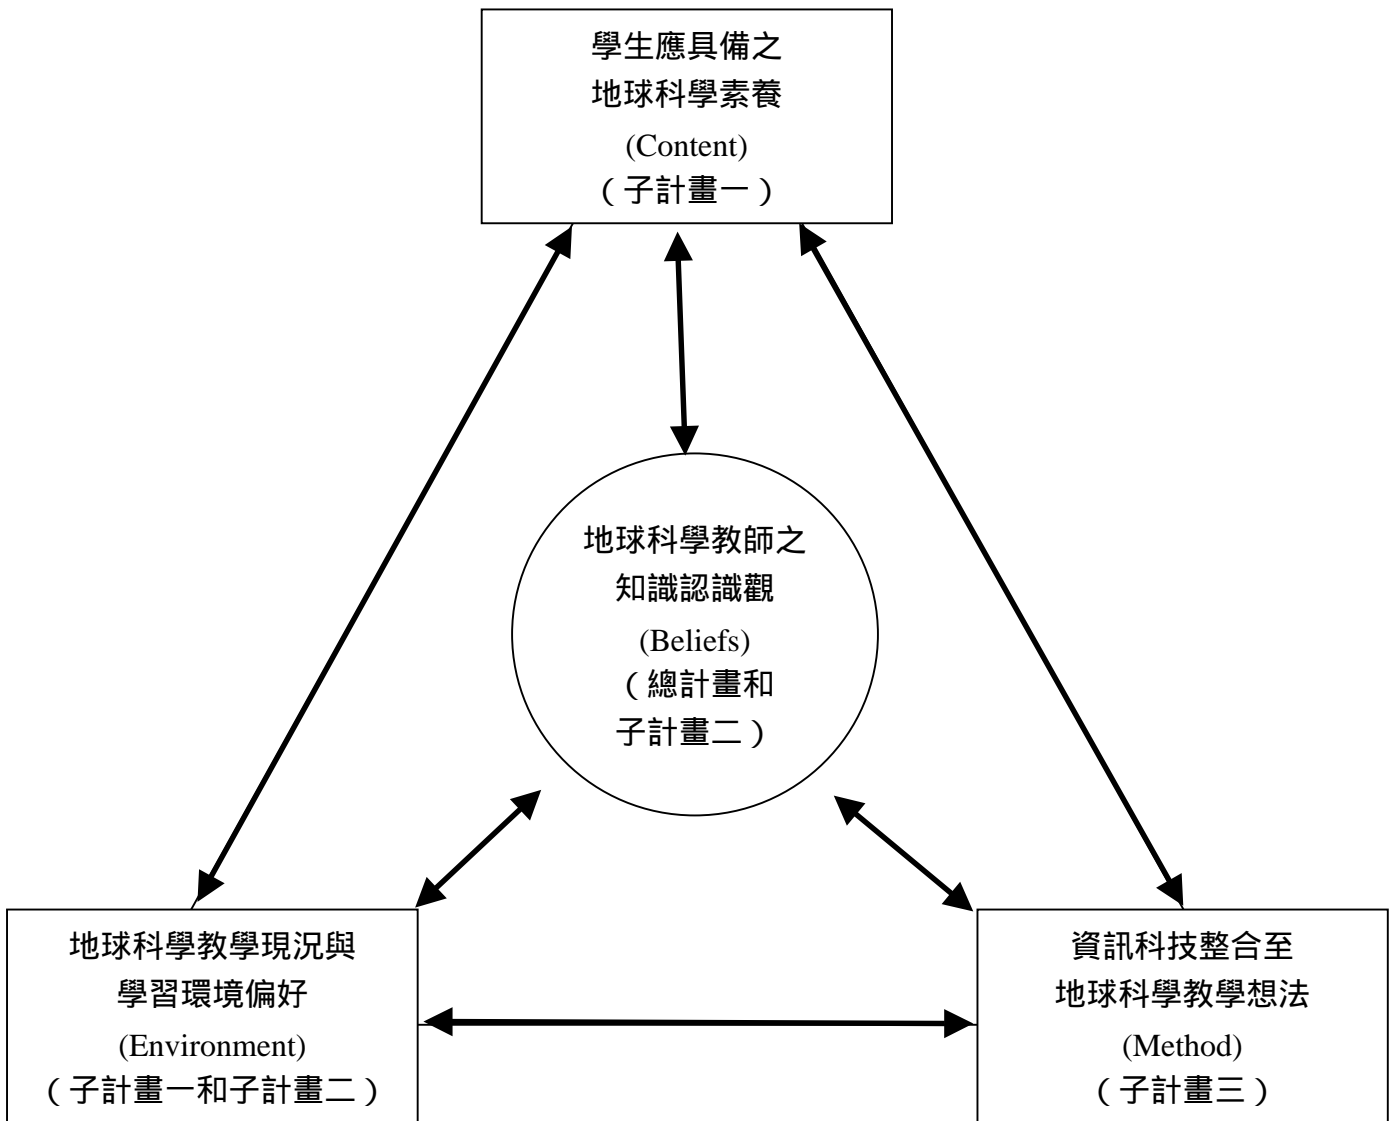 學生應具備之
地球科學素養
(Content)
（子計畫一）
地球科學教師之
知識認識觀
(Beliefs)
（總計畫和
子計畫二）
地球科學教學現況與
學習環境偏好
(Environment)
（子計畫一和子計畫二）
資訊科技整合至
地球科學教學想法
(Method)
（子計畫三）